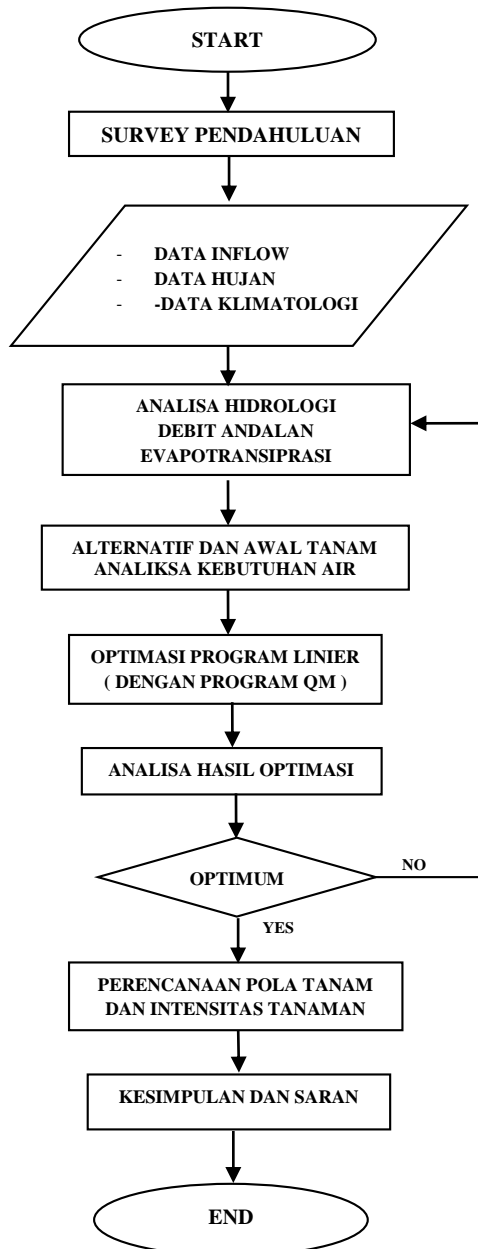 START
SURVEY PENDAHULUAN
- DATA INFLOW
- DATA HUJAN
- -DATA KLIMATOLOGI
ANALISA HIDROLOGI
DEBIT ANDALAN
EVAPOTRANSIPRASI
ALTERNATIF DAN AWAL TANAM
ANALIKSA KEBUTUHAN AIR
OPTIMASI PROGRAM LINIER
( DENGAN PROGRAM QM )
ANALISA HASIL OPTIMASI
OPTIMUM
NO
YES
PERENCANAAN POLA TANAM
DAN INTENSITAS TANAMAN
KESIMPULAN DAN SARAN
END